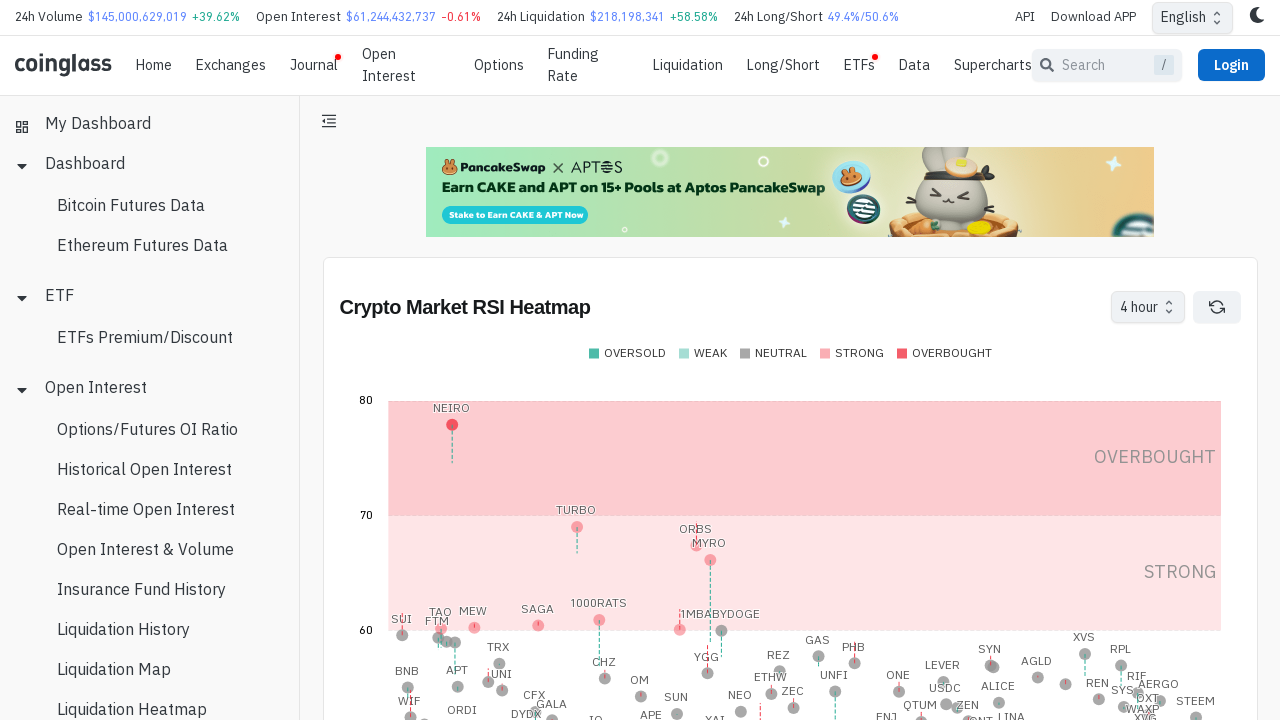 24h Volume $145,000,629,019 +39.62% Open Interest $61,244,432,737 -0.61% 24h Liquidation $218,198,341 +58.58% 24h Long/Short 49.4%/50.6% API Download APP English
coinglass Home Exchanges Journal Open Interest Options Funding Rate Liquidation Long/Short ETFs Data Supercharts Search / Login
My Dashboard
Dashboard
Bitcoin Futures Data
Ethereum Futures Data
ETF
ETFs Premium/Discount
Open Interest
Options/Futures OI Ratio
Historical Open Interest
Real-time Open Interest
Open Interest & Volume
Insurance Fund History
Liquidation History
Liquidation Map
Liquidation Heatmap
PancakeSwap × APTOS
Earn CAKE and APT on 15+ Pools at Aptos PancakeSwap
Stake to Earn CAKE & APT Now
Crypto Market RSI Heatmap 4 hour
OVERSOLD WEAK NEUTRAL STRONG OVERBOUGHT
80
NEIRO
OVERBOUGHT
TURBO
70
ORBS
MYRO
STRONG
1000RATS
SAGA
TAO MEW
1MBABYDOGE
SUI FTM
60
XVS
GAS
TRX PHB SYN RPL
YGG REZ
CHZ AGLD
LEVER
BNB APT UNI ETHW UNFI ONE RIF
OM REN AERGO
USDC ALICE
CFX SUN NEO ZEC SYS
WIF GALA QTUM ZEN DXT STEEM
ORDI WAXP
DYDX APE ENJ LINA